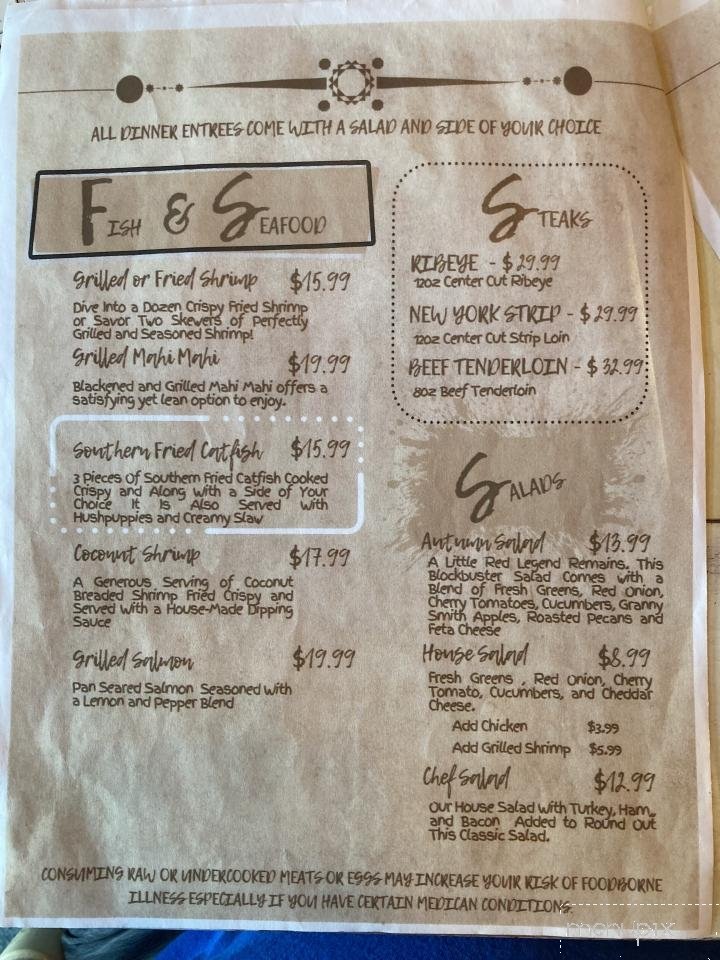 ALL DINNER ENTREES COME WITH A SALAD AND SIDE OF YOUR CHOICE
FISH & SEAFOOD
Grilled or Fried Shrimp $15.99
Dive Into a Dozen Crispy Fried Shrimp
or Savor Two Skewers of Perfectly
Grilled and Seasoned Shrimp!
Grilled Mahi Mahi $19.99
Blackened and Grilled Mahi Mahi offers a
satisfying yet lean option to enjoy.
Southern Fried Catfish $15.99
3 Pieces Of Southern Fried Catfish Cooked
Crispy and Along With a Side of Your
Choice It Is Also Served With
Hushpuppies and Creamy Slaw
Coconut Shrimp $17.99
A Generous Serving of Coconut
Breaded Shrimp Fried Crispy and
Served With a House-Made Dipping
Sauce
Grilled Salmon $19.99
Pan Seared Salmon Seasoned With
a Lemon and Pepper Blend
STEAKS
RIBEYE - $29.99
12oz Center Cut Ribeye
NEW YORK STRIP - $29.99
12oz Center Cut Strip Loin
BEEF TENDERLOIN - $32.99
8oz Beef Tenderloin
SALADS
Autumn Salad $13.99
A Little Red Legend Remains. This
Blockbuster Salad Comes with a
Blend of Fresh Greens, Red Onion,
Cherry Tomatoes, Cucumbers, Granny
Smith Apples, Roasted Pecans and
Feta Cheese
House Salad $8.99
Fresh Greens , Red Onion, Cherry
Tomato, Cucumbers, and Cheddar
Cheese.
Add Chicken $3.99
Add Grilled Shrimp $5.99
Chef Salad $12.99
Our House Salad With Turkey, Ham,
and Bacon Added to Round Out
This Classic Salad.
CONSUMING RAW OR UNDERCOOKED MEATS OR EGGS MAY INCREASE YOUR RISK OF FOODBORNE
ILLNESS ESPECIALLY IF YOU HAVE CERTAIN MEDICAN CONDITIONS.
menupix